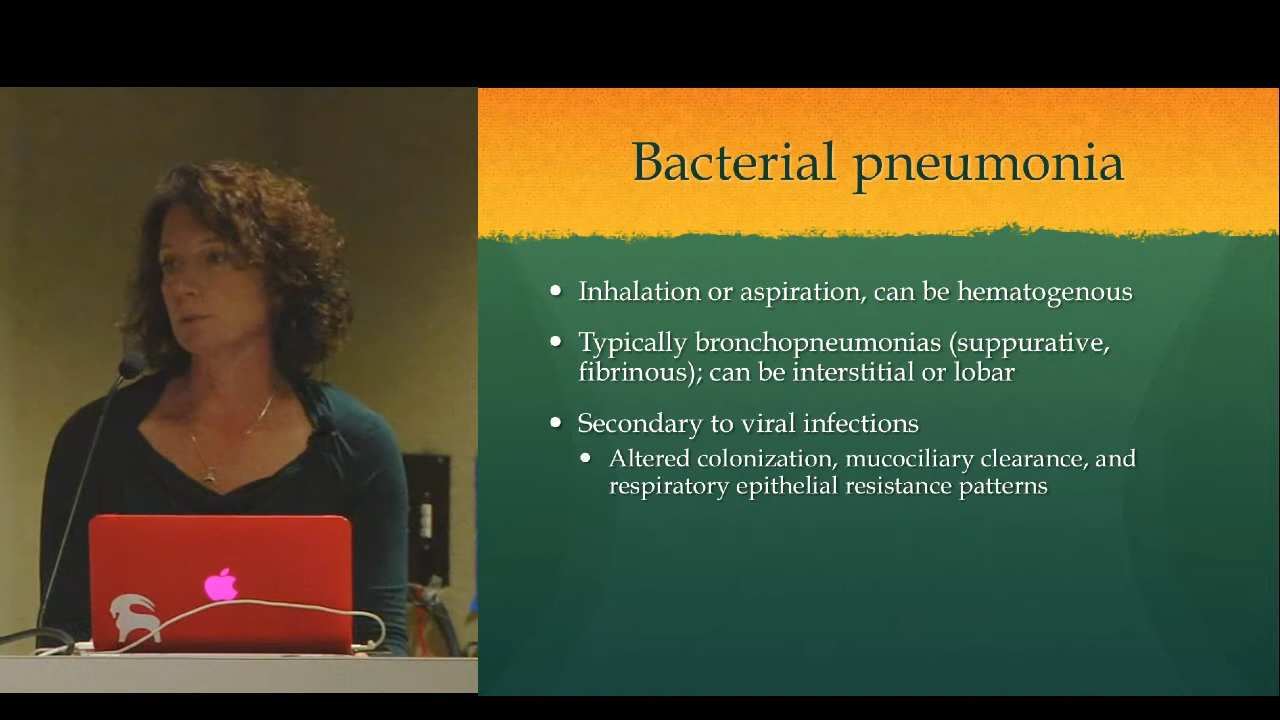 Bacterial pneumonia
• Inhalation or aspiration, can be hematogenous
• Typically bronchopneumonias (suppurative,
fibrinous); can be interstitial or lobar
• Secondary to viral infections
• Altered colonization, mucociliary clearance, and
respiratory epithelial resistance patterns